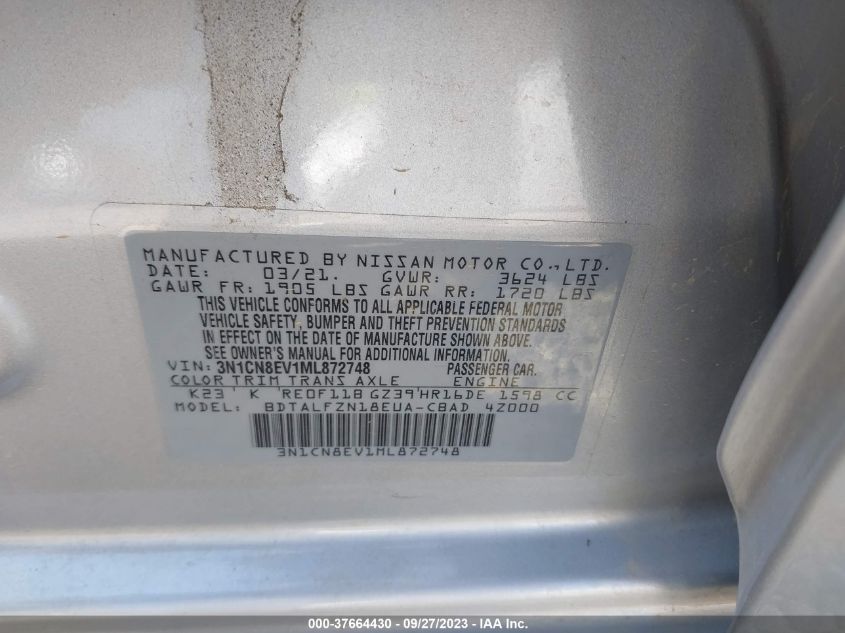 MANUFACTURED BY NISSAN MOTOR CO.,LTD.
DATE: 03/21. GVWR: 3624 LBS
GAWR FR: 1905 LBS GAWR RR: 1720 LBS
THIS VEHICLE CONFORMS TO ALL APPLICABLE FEDERAL MOTOR
VEHICLE SAFETY, BUMPER AND THEFT PREVENTION STANDARDS
IN EFFECT ON THE DATE OF MANUFACTURE SHOWN ABOVE.
SEE OWNER'S MANUAL FOR ADDITIONAL INFORMATION.
VIN: 3N1CN8EV1ML872748 PASSENGER CAR.
COLOR TRIM TRANS AXLE ENGINE
K23 K RE0F11B GZ39 HR16DE 1598 CC
MODEL: BDTALFZN18EUA-CBAD 4Z000
3N1CN8EV1ML872748
000-37664430 - 09/27/2023 - IAA Inc.